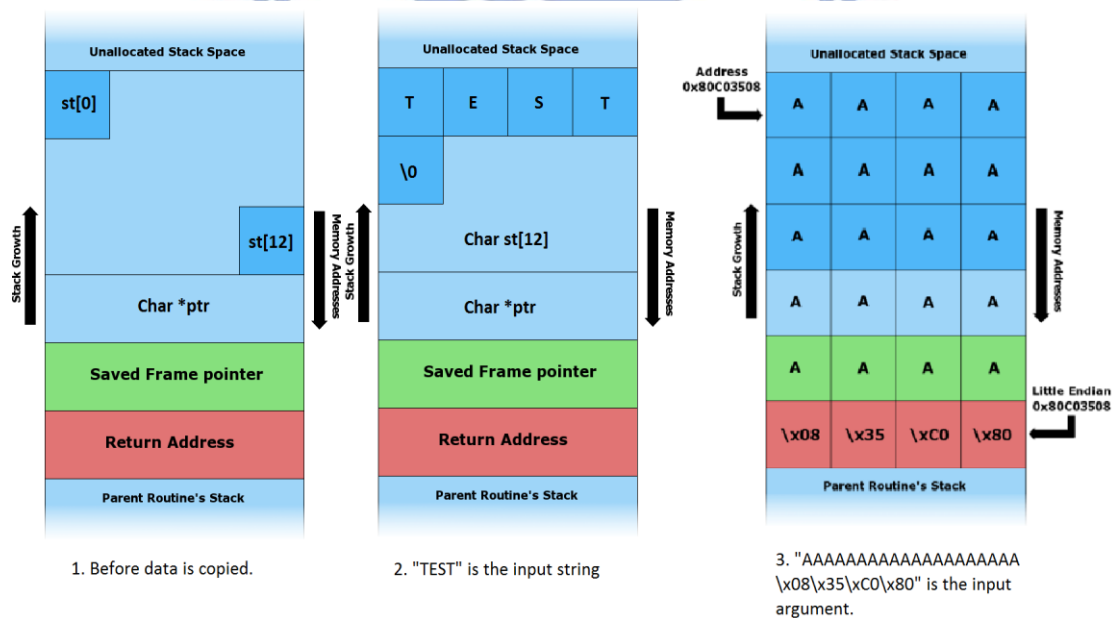 Unallocated Stack Space
st[0]
st[12]
Stack Growth
Memory Addresses
Char *ptr
Saved Frame pointer
Return Address
Parent Routine's Stack
1. Before data is copied.
Unallocated Stack Space
T E S T
\0
Char st[12]
Stack Growth
Memory Addresses
Char *ptr
Saved Frame pointer
Return Address
Parent Routine's Stack
2. "TEST" is the input string
Address
0x80C03508
Unallocated Stack Space
A A A A
A A A A
A A A A
A A A A
A A A A
\x08 \x35 \xC0 \x80
Stack Growth
Memory Addresses
Little Endian
0x80C03508
Parent Routine's Stack
3. "AAAAAAAAAAAAAAAAAAAA
\x08\x35\xC0\x80" is the input
argument.